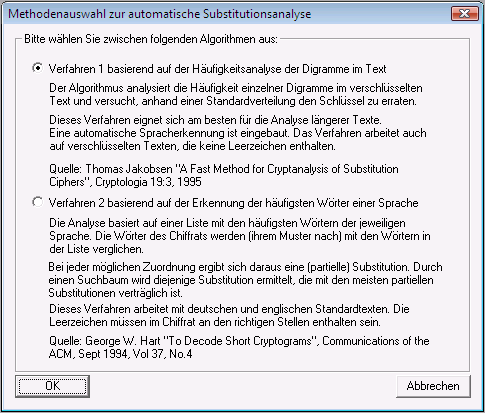 Methodenauswahl zur automatische Substitutionsanalyse
Bitte wählen Sie zwischen folgenden Algorithmen aus:
Verfahren 1 basierend auf der Häufigkeitsanalyse der Digramme im Text
Der Algorithmus analysiert die Häufigkeit einzelner Digramme im verschlüsselten
Text und versucht, anhand einer Standardverteilung den Schlüssel zu erraten.
Dieses Verfahren eignet sich am besten für die Analyse längerer Texte.
Eine automatische Spracherkennung ist eingebaut. Das Verfahren arbeitet auch
auf verschlüsselten Texten, die keine Leerzeichen enthalten.
Quelle: Thomas Jakobsen "A Fast Method for Cryptanalysis of Substitution
Ciphers", Cryptologia 19:3, 1995
Verfahren 2 basierend auf der Erkennung der häufigsten Wörter einer Sprache
Die Analyse basiert auf einer Liste mit den häufigsten Wörtern der jeweiligen
Sprache. Die Wörter des Chiffrats werden (ihrem Muster nach) mit den Wörtern in
der Liste verglichen.
Bei jeder möglichen Zuordnung ergibt sich daraus eine (partielle) Substitution. Durch
einen Suchbaum wird diejenige Substitution ermittelt, die mit den meisten partiellen
Substitutionen verträglich ist.
Dieses Verfahren arbeitet mit deutschen und englischen Standardtexten. Die
Leerzeichen müssen im Chiffrat an den richtigen Stellen enthalten sein.
Quelle: George W. Hart "To Decode Short Cryptograms", Communications of the
ACM, Sept 1994, Vol 37, No.4
OK
Abbrechen